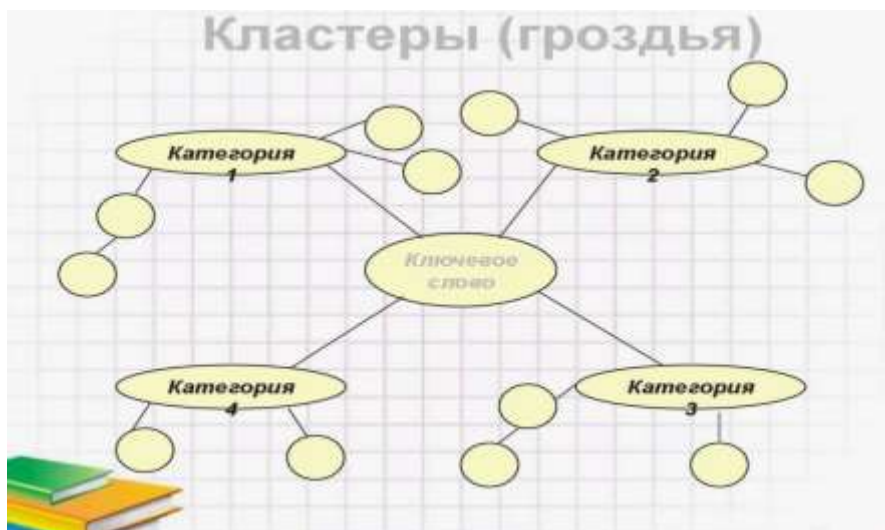 Кластеры (гроздья)
Категория
1
Категория
2
Ключевое
слово
Категория
4
Категория
3